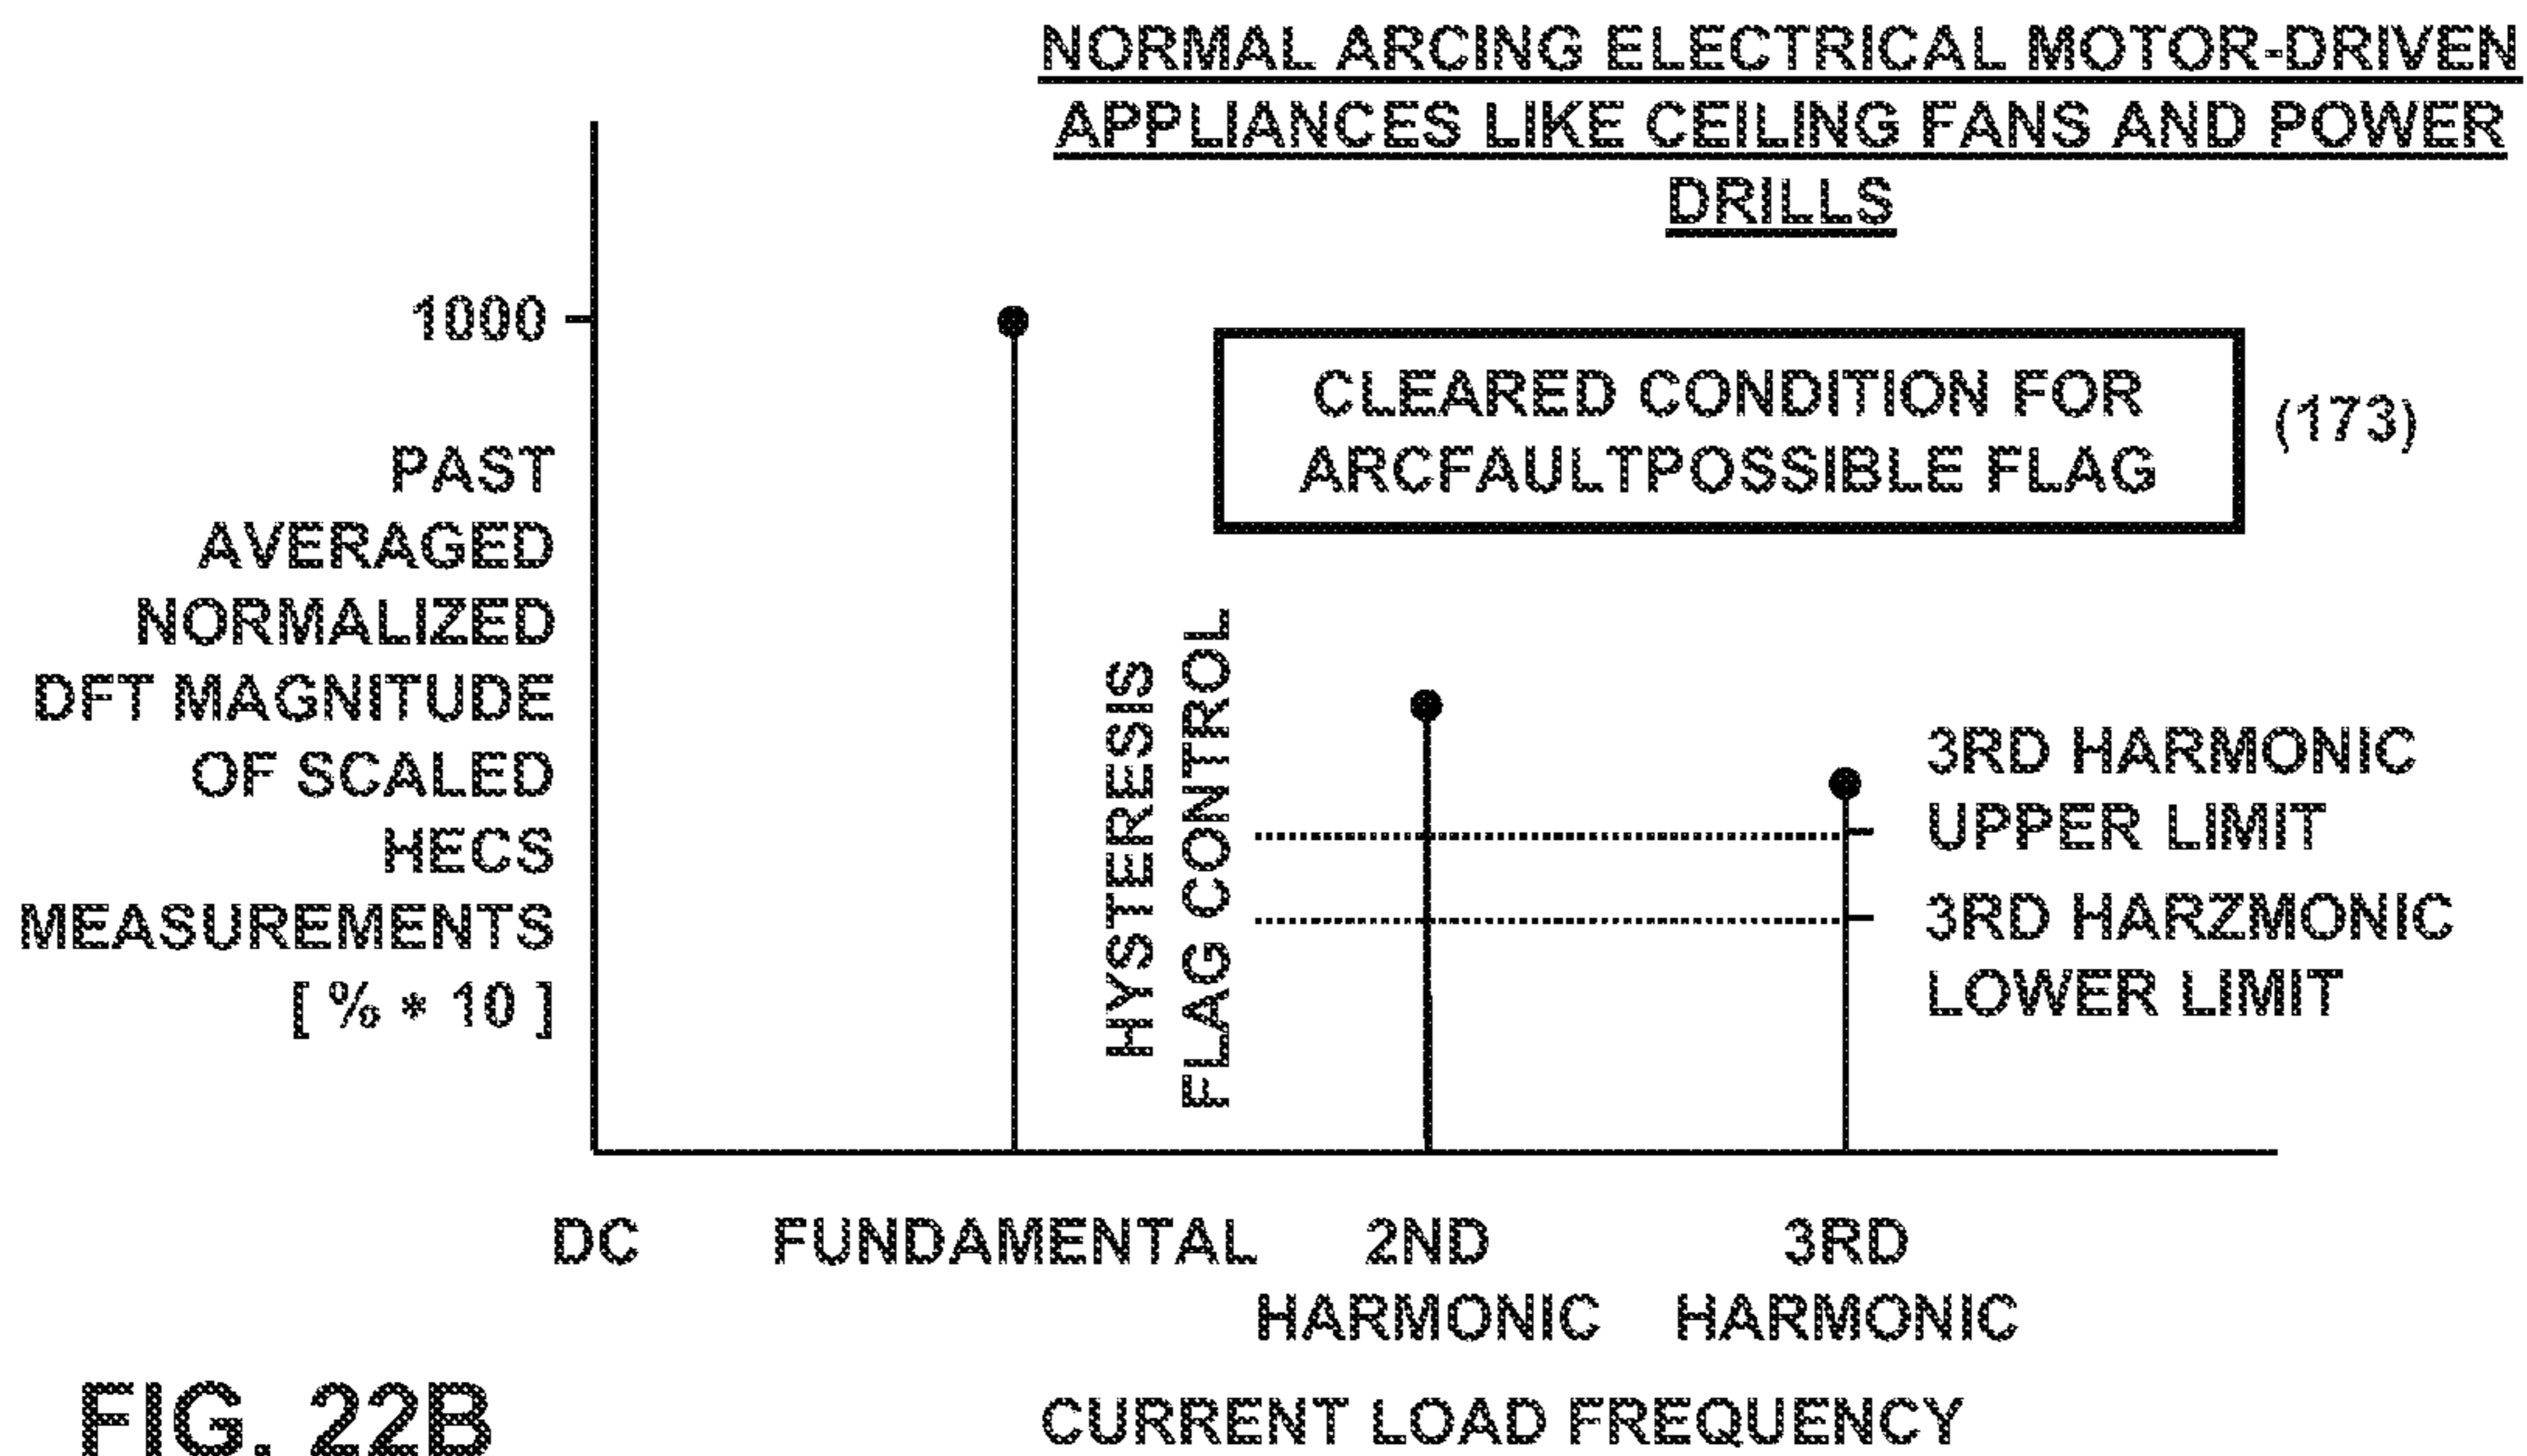 NORMAL ARCING ELECTRICAL MOTOR-DRIVEN
APPLIANCES LIKE CEILING FANS AND POWER
DRILLS
1000
CLEARED CONDITION FOR
ARCFAULTPOSSIBLE FLAG
(173)
PAST
AVERAGED
NORMALIZED
DFT MAGNITUDE
OF SCALED
HECS
MEASUREMENTS
[ % * 10 ]
HYSTERESIS
FLAG CONTROL
3RD HARMONIC
UPPER LIMIT
3RD HARZMONIC
LOWER LIMIT
DC
FUNDAMENTAL
2ND
HARMONIC
3RD
HARMONIC
CURRENT LOAD FREQUENCY
FIG. 22B